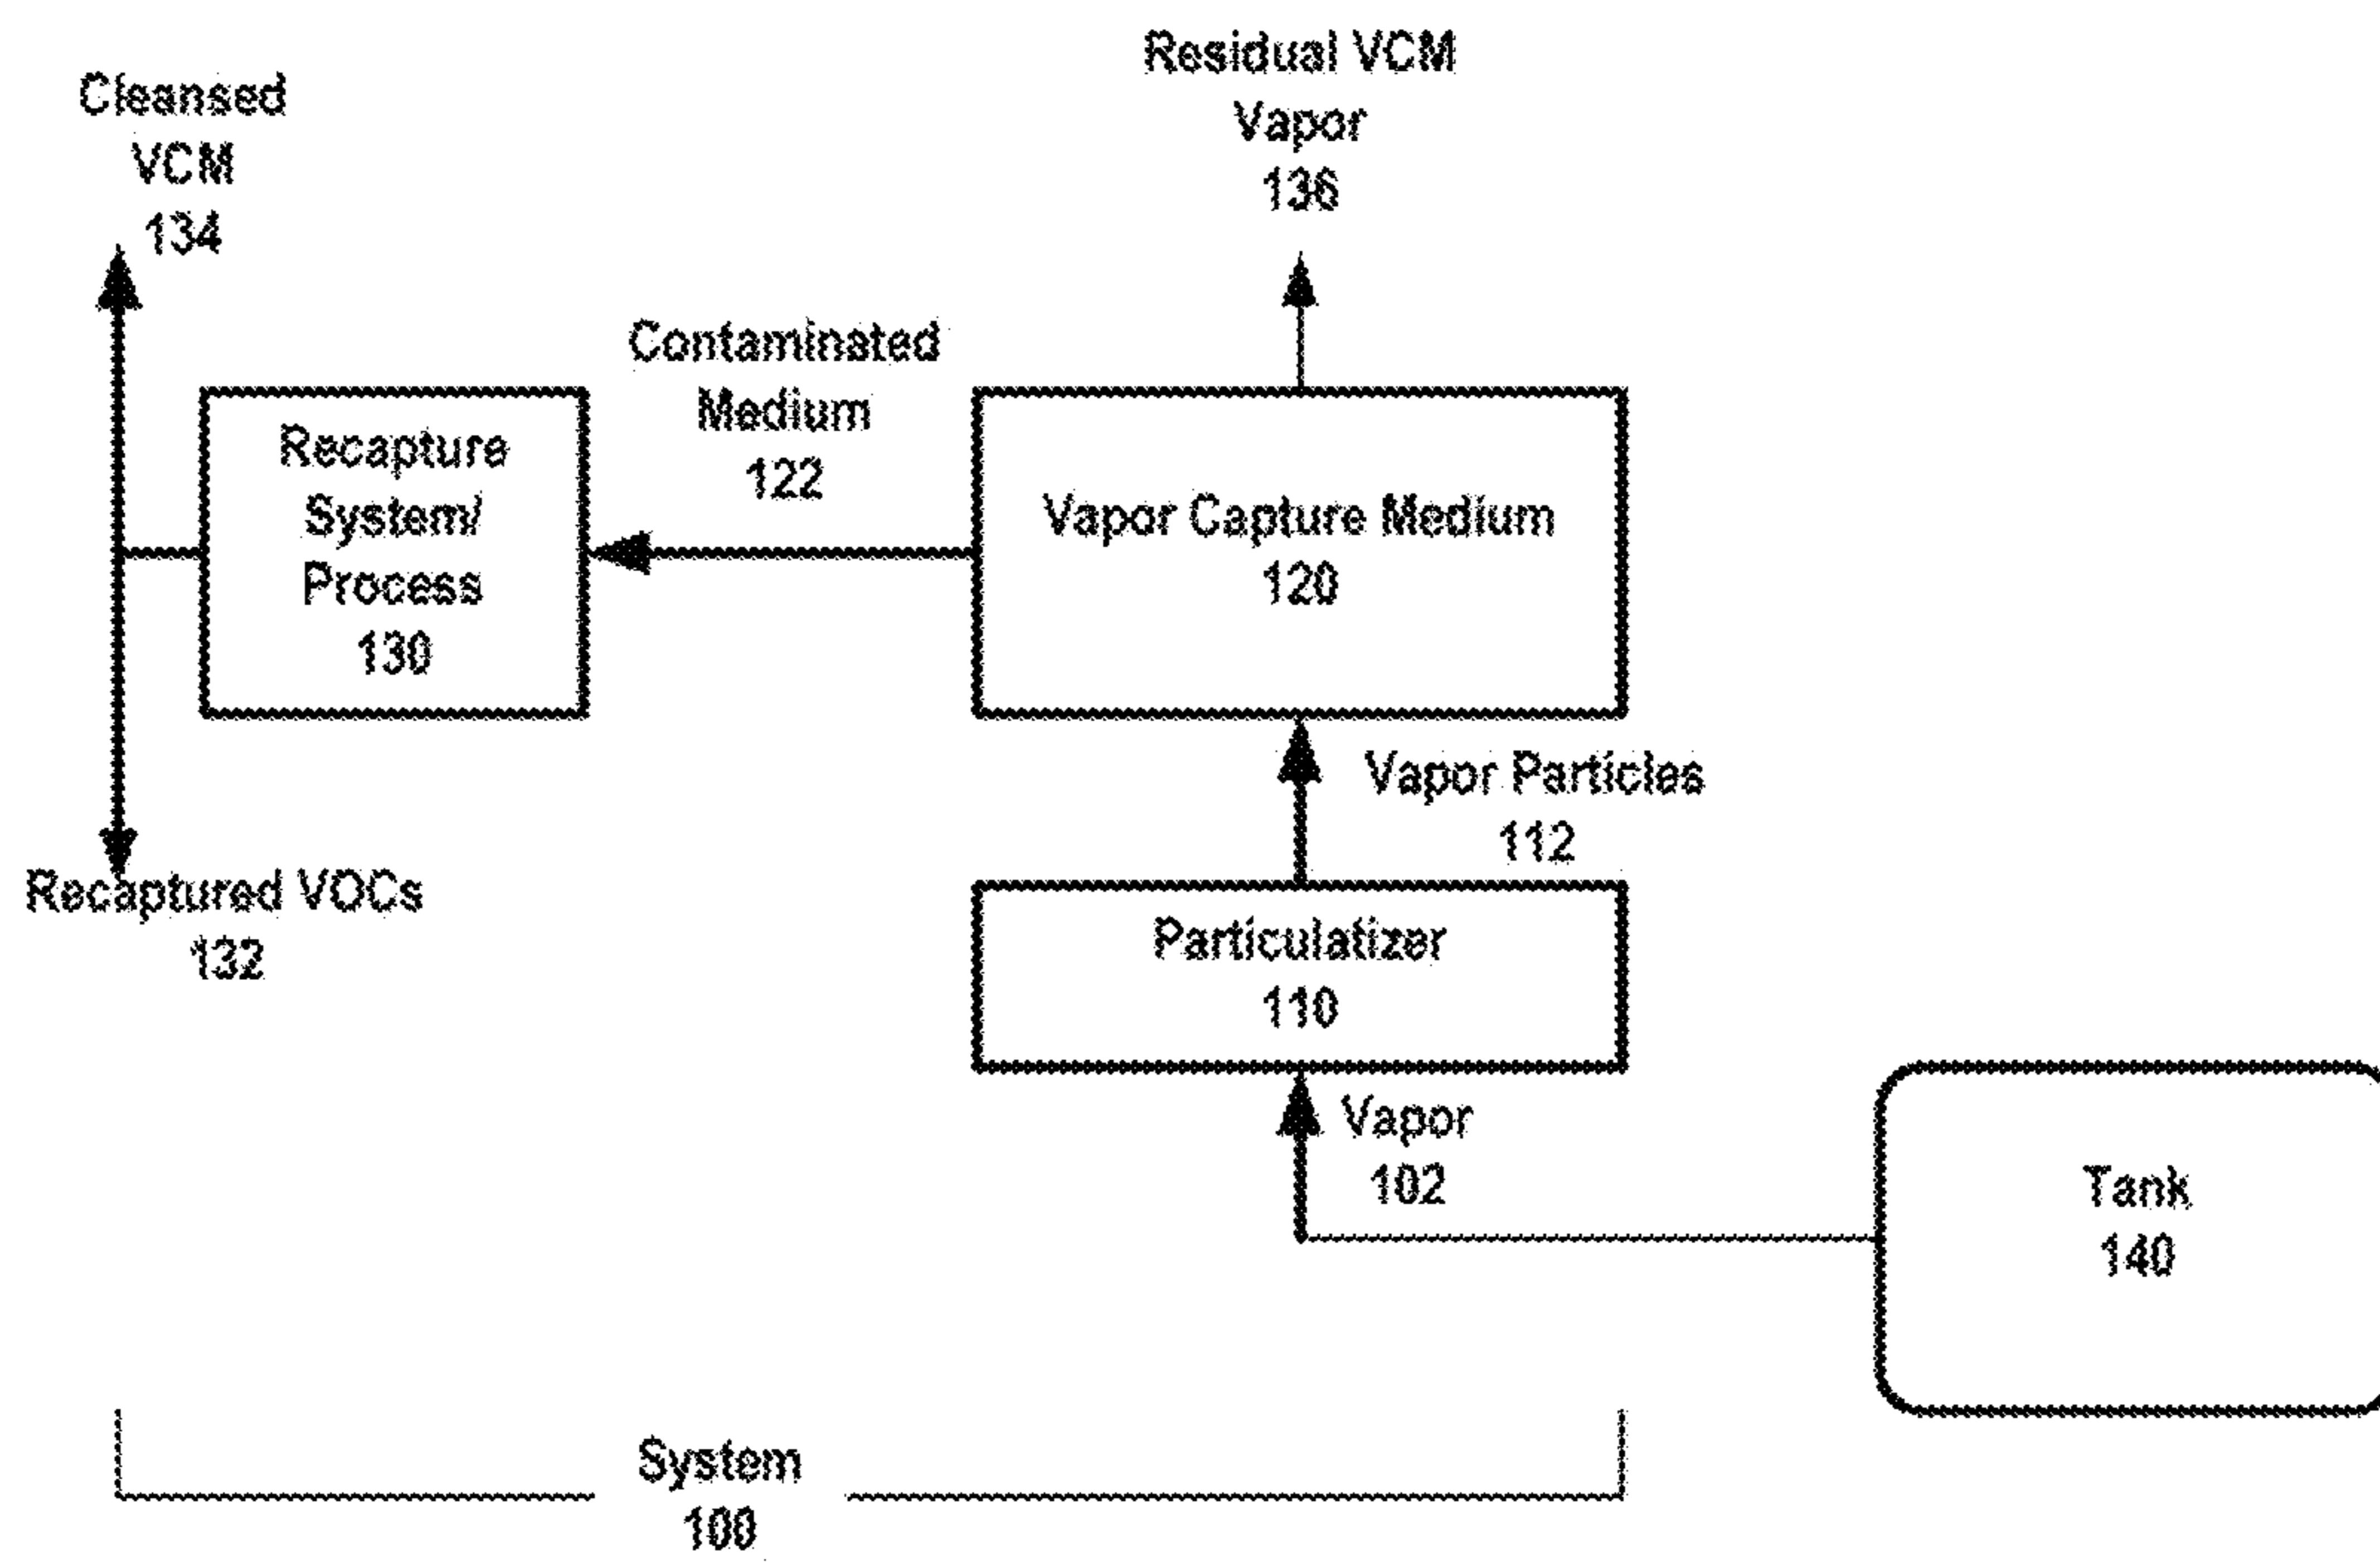 Residual VCM
Vapor
136
Cleansed
VCM
134
Contaminated
Medium
122
Recapture
System/
Process
130
Vapor Capture Medium
120
Vapor Particles
112
Recaptured VOCs
132
Particulatizer
110
Vapor
102
Tank
140
System
100